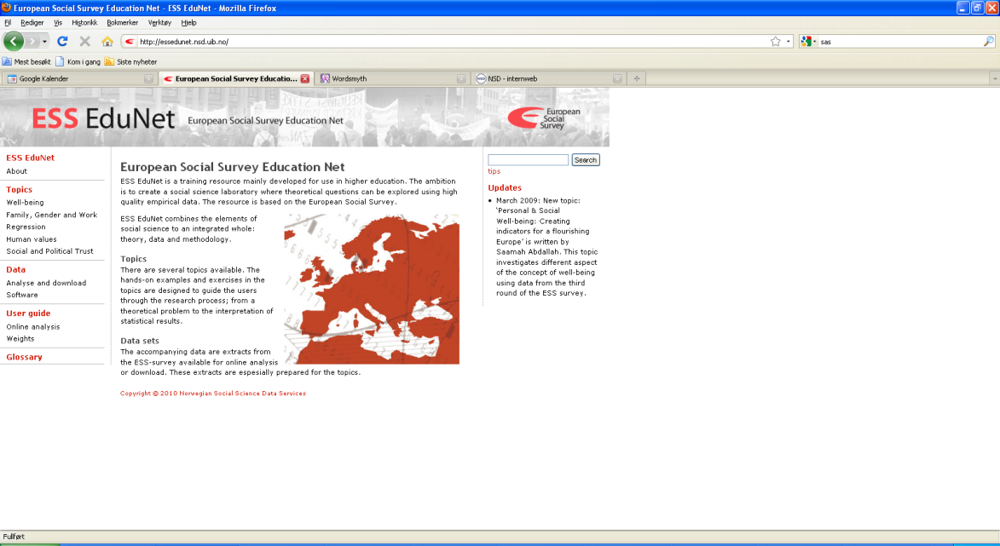 European Social Survey Education Net - ESS EduNet - Mozilla Firefox
Fil Rediger Vis Higtorikk Bokmerker Verktøy Hjelp
http://essedunet.nsd.uib.no/
sas
Mest besøkt Kom i gang Siste nyheter
Google Kalender
European Social Survey Educatio...
Wordsmyth
NSD - internweb
ESS EduNet European Social Survey Education Net
European
Social
Survey
ESS EduNet
About
Topics
Well-being
Family, Gender and Work
Regression
Human values
Social and Political Trust
Data
Analyse and download
Software
User guide
Online analysis
Weights
Glossary
European Social Survey Education Net
ESS EduNet is a training resource mainly developed for use in higher education. The ambition
is to create a social science laboratory where theoretical questions can be explored using high
quality empirical data. The resource is based on the European Social Survey.
ESS EduNet combines the elements of
social science to an integrated whole:
theory, data and methodology.
Topics
There are several topics available. The
hands-on examples and exercises in the
topics are designed to guide the users
through the research process; from a
theoretical problem to the interpretation of
statistical results.
Data sets
The accompanying data are extracts from
the ESS-survey available for online analysis
or download. These extracts are espesially prepared for the topics.
Copyright © 2010 Norwegian Social Science Data Services
Search
tips
Updates
• March 2009: New topic:
'Personal & Social
Well-being: Creating
indicators for a flourishing
Europe' is written by
Saamah Abdallah. This topic
investigates different aspect
of the concept of well-being
using data from the third
round of the ESS survey.
Fullført